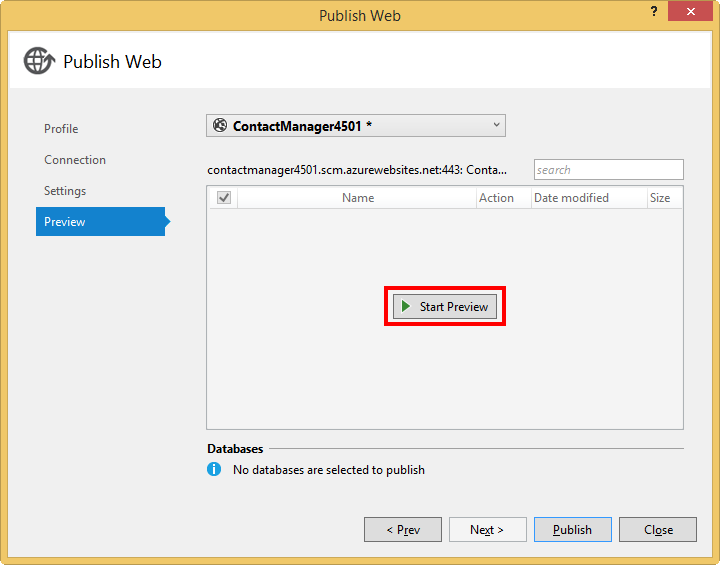 Publish Web
?
Publish Web
Profile
Connection
Settings
Preview
ContactManager4501 *
contactmanager4501.scm.azurewebsites.net:443: Conta...
search
Name Action Date modified Size
Start Preview
Databases
No databases are selected to publish
< Prev Next > Publish Close